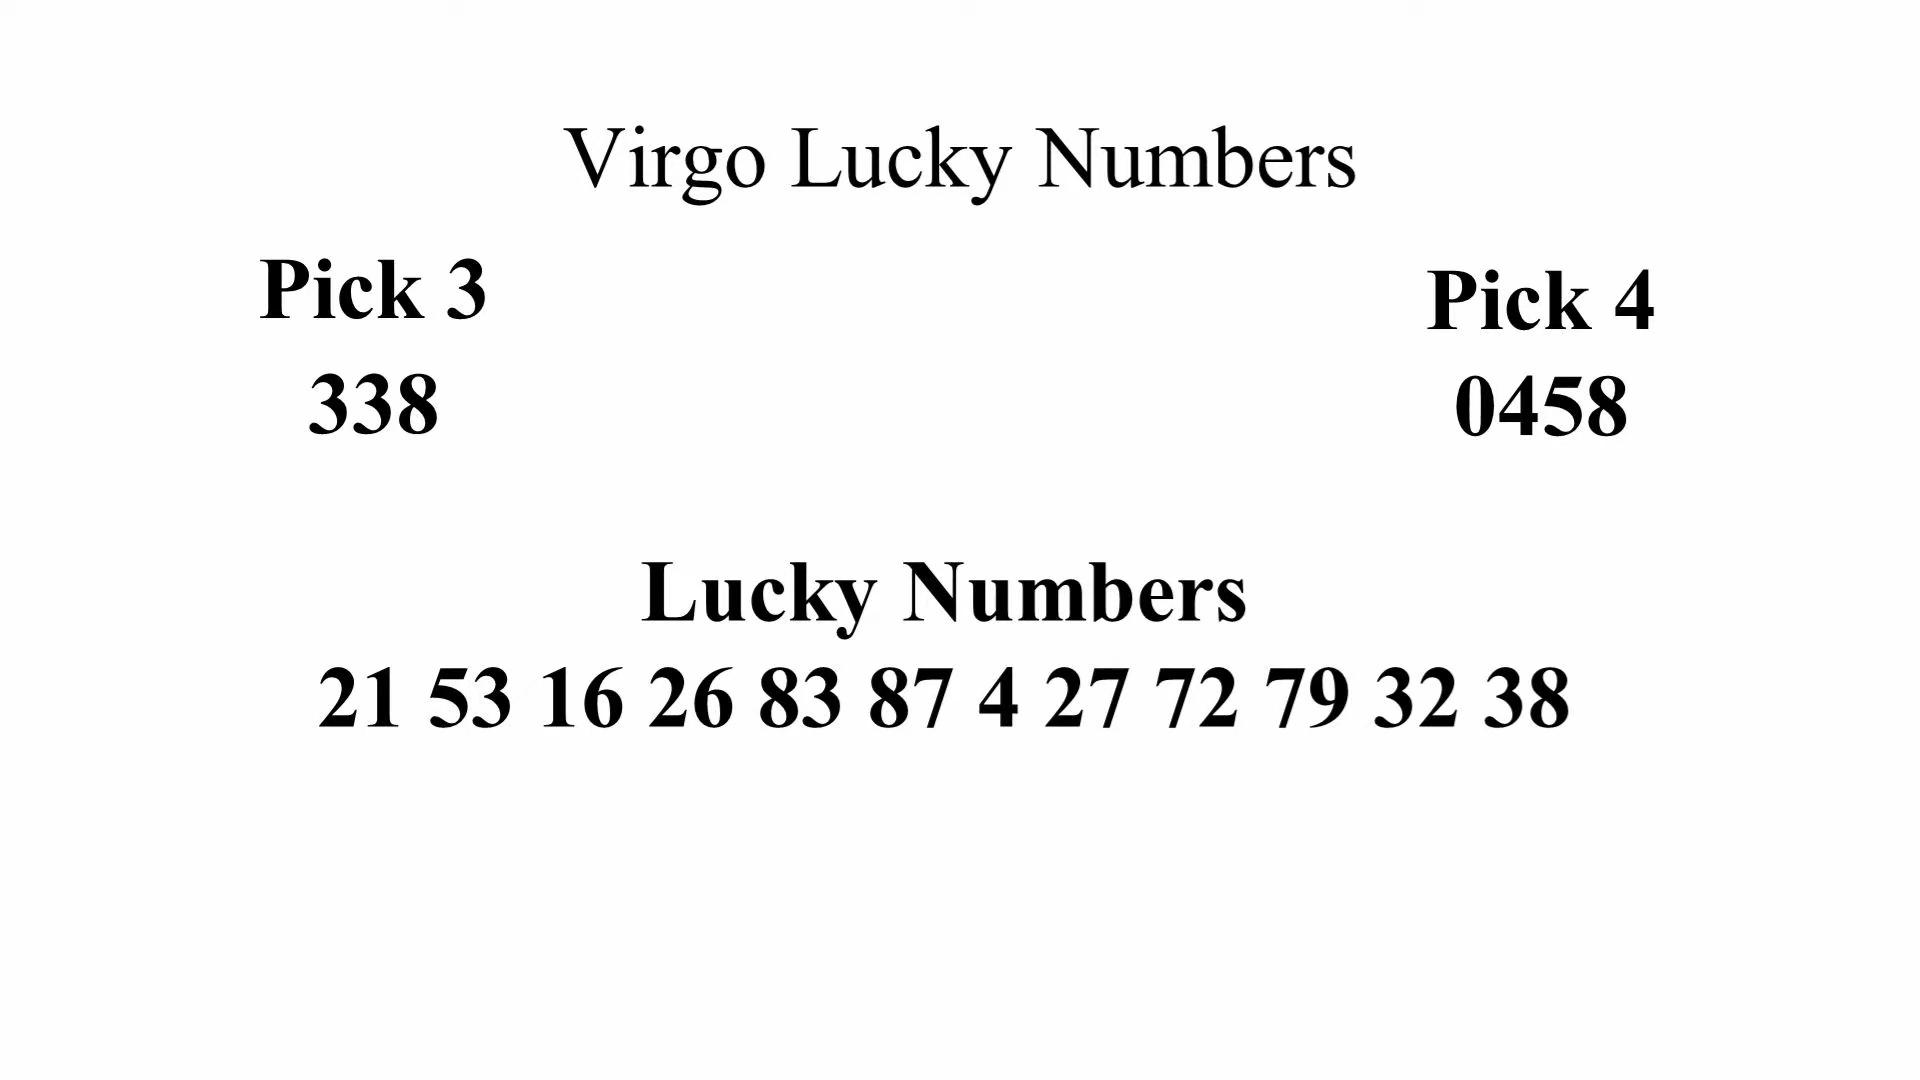 Virgo Lucky Numbers
Pick 3
338
Pick 4
0458
Lucky Numbers
21 53 16 26 83 87 4 27 72 79 32 38